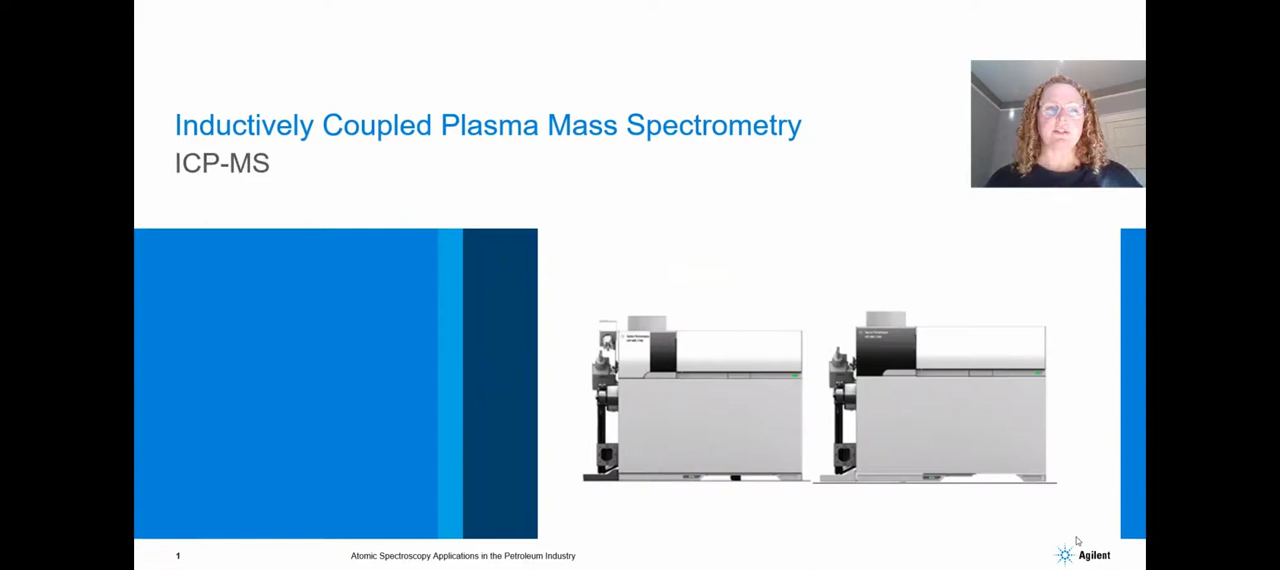 Inductively Coupled Plasma Mass Spectrometry
ICP-MS
1
Atomic Spectroscopy Applications in the Petroleum Industry
Agilent